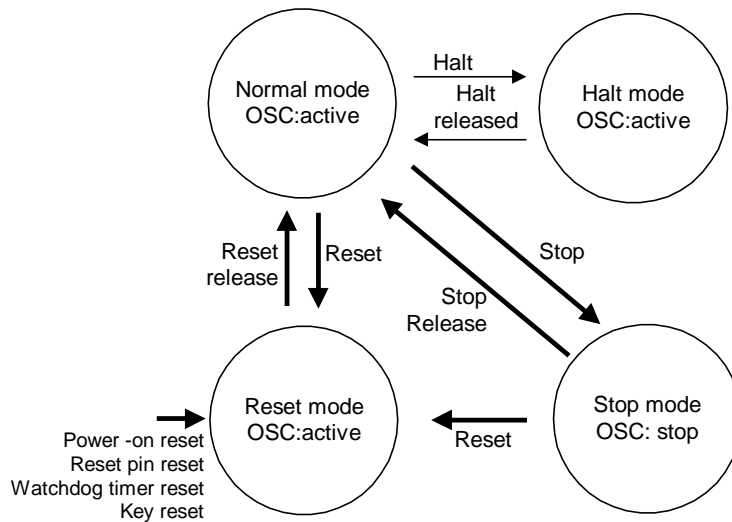 Normal mode
OSC:active
Halt
Halt
released
Halt mode
OSC:active
Reset
release
Reset
Stop
Stop
Release
Reset mode
OSC:active
Reset
Stop mode
OSC: stop
Power -on reset
Reset pin reset
Watchdog timer reset
Key reset